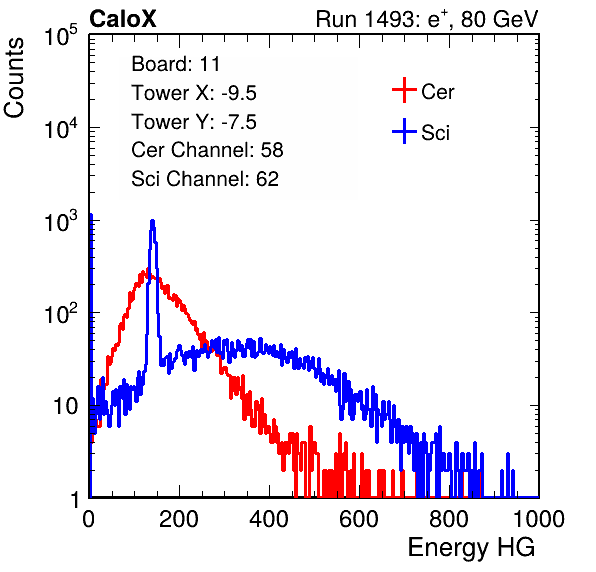 CaloX Run 1493: e⁺, 80 GeV
Counts
10⁵
10⁴
10³
10²
10
1
Board: 11
Tower X: -9.5
Tower Y: -7.5
Cer Channel: 58
Sci Channel: 62
Cer
Sci
0 200 400 600 800 1000
Energy HG